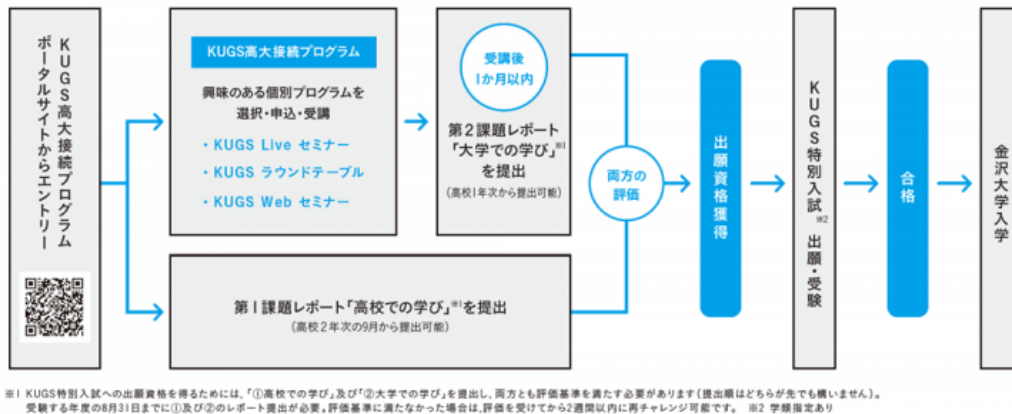 KUGS高大接続プログラム
ポータルサイトからエントリー
KUGS高大接続プログラム
興味のある個別プログラムを
選択・申込・受講
・KUGS Live セミナー
・KUGS ラウンドテーブル
・KUGS Web セミナー
受講後
1か月以内
第2課題レポート
「大学での学び」※1
を提出
(高校1年次から提出可能)
第1課題レポート「高校での学び」※1を提出
(高校2年次の9月から提出可能)
両方の
評価
出願資格獲得
KUGS特別入試※2 出願・受験
合格
金沢大学入学
※1 KUGS特別入試への出願資格を得るためには、「①高校での学び」及び「②大学での学び」を提出し、両方とも評価基準を満たす必要があります(提出順はどちらが先でも構いません)。
受験する年度の8月31日までに①及び②のレポート提出が必要。評価基準に満たなかった場合は、評価を受けてから2週間以内に再チャレンジ可能です。 ※2 学類指定あり